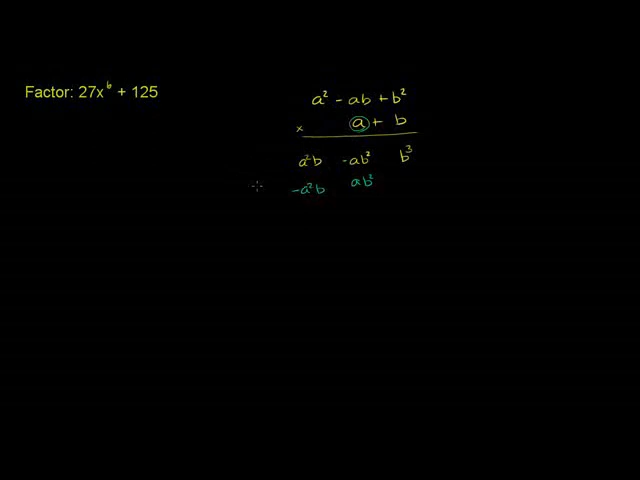 Factor: 27x⁶ + 125
a² - ab + b²
× a + b
a²b -ab² b³
-a²b ab²